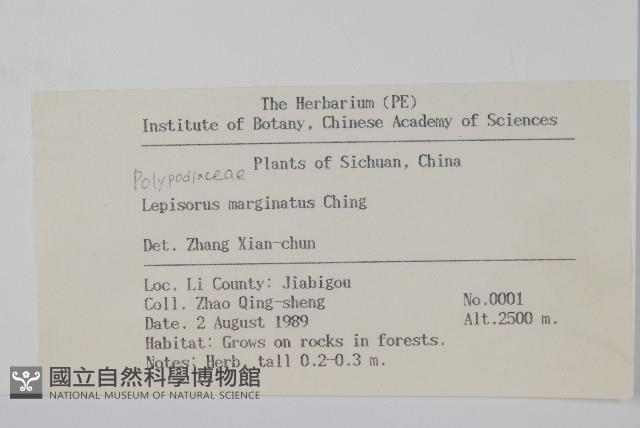 The Herbarium (PE)
Institute of Botany, Chinese Academy of Sciences
Polypodiaceae Plants of Sichuan, China
Lepisorus marginatus Ching
Det. Zhang Xian-chun
Loc. Li County: Jiabigou
Coll. Zhao Qing-sheng No.0001
Date. 2 August 1989 Alt.2500 m.
Habitat: Grows on rocks in forests.
Notes: Herb, tall 0.2-0.3 m.
國立自然科學博物館
NATIONAL MUSEUM OF NATURAL SCIENCE